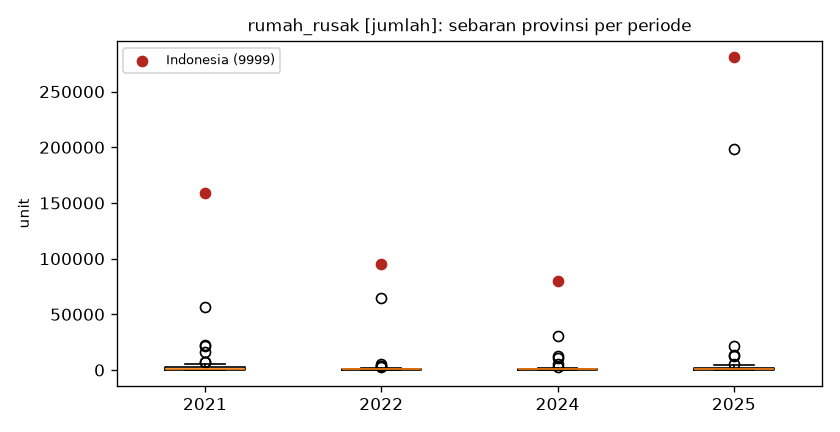 rumah_rusak [jumlah]: sebaran provinsi per periode
Indonesia (9999)
unit
250000
200000
150000
100000
50000
0
2021 2022 2024 2025